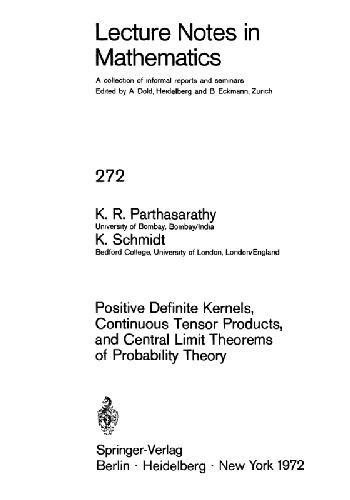 Lecture Notes in
Mathematics
A collection of informal reports and seminars
Edited by A. Dold, Heidelberg and B. Eckmann, Zürich
272
K. R. Parthasarathy
University of Bombay, Bombay/India
K. Schmidt
Bedford College, University of London, London/England
Positive Definite Kernels,
Continuous Tensor Products,
and Central Limit Theorems
of Probability Theory
Springer-Verlag
Berlin · Heidelberg · New York 1972